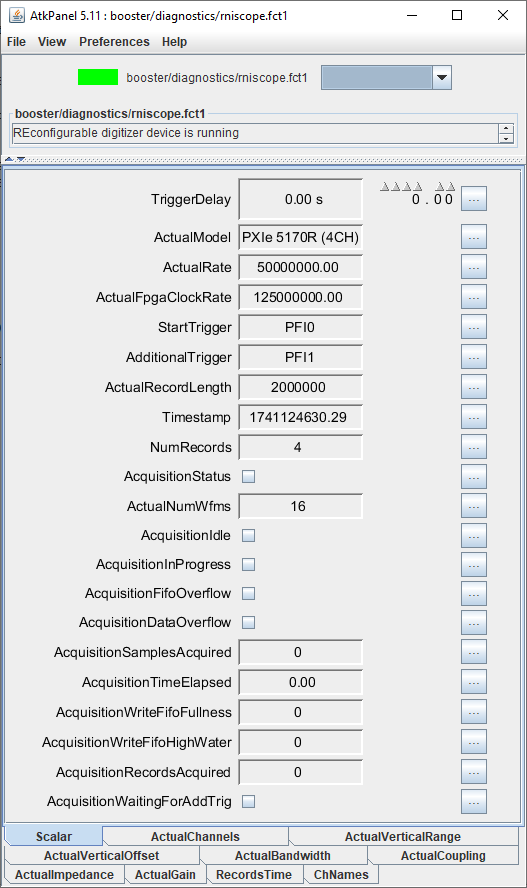 AtkPanel 5.11 : booster/diagnostics/rniscope.fct1
File View Preferences Help
booster/diagnostics/rniscope.fct1
booster/diagnostics/rniscope.fct1
REconfigurable digitizer device is running
TriggerDelay 0.00 s 0 . 0 0 ...
ActualModel PXIe 5170R (4CH) ...
ActualRate 50000000.00 ...
ActualFpgaClockRate 125000000.00 ...
StartTrigger PFI0 ...
AdditionalTrigger PFI1 ...
ActualRecordLength 2000000 ...
Timestamp 1741124630.29 ...
NumRecords 4 ...
AcquisitionStatus ...
ActualNumWfms 16 ...
AcquisitionIdle ...
AcquisitionInProgress ...
AcquisitionFifoOverflow ...
AcquisitionDataOverflow ...
AcquisitionSamplesAcquired 0 ...
AcquisitionTimeElapsed 0.00 ...
AcquisitionWriteFifoFullness 0 ...
AcquisitionWriteFifoHighWater 0 ...
AcquisitionRecordsAcquired 0 ...
AcquisitionWaitingForAddTrig ...
Scalar ActualChannels ActualVerticalRange
ActualVerticalOffset ActualBandwidth ActualCoupling
ActualImpedance ActualGain RecordsTime ChNames